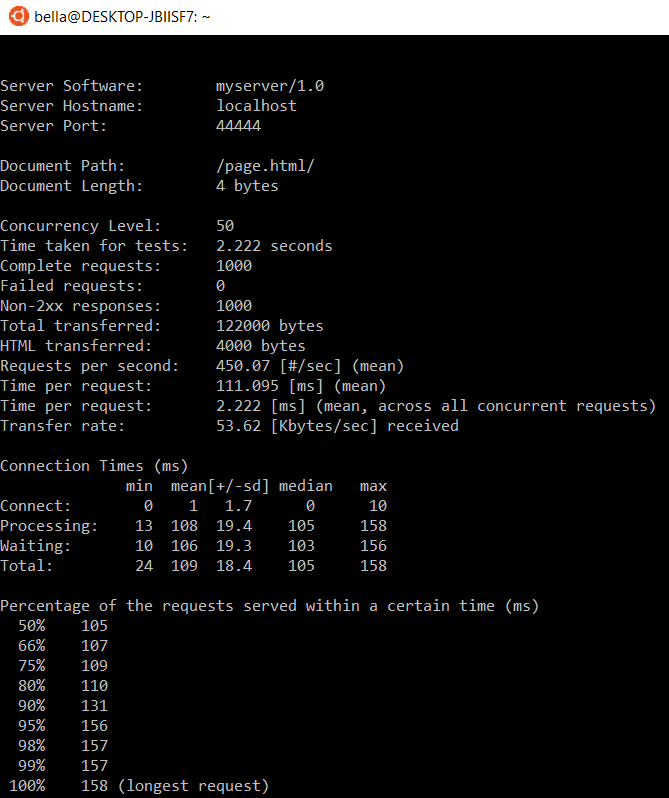 bella@DESKTOP-JBIISF7: ~
Server Software:        myserver/1.0
Server Hostname:        localhost
Server Port:            44444

Document Path:          /page.html/
Document Length:        4 bytes

Concurrency Level:      50
Time taken for tests:   2.222 seconds
Complete requests:      1000
Failed requests:        0
Non-2xx responses:      1000
Total transferred:      122000 bytes
HTML transferred:       4000 bytes
Requests per second:    450.07 [#/sec] (mean)
Time per request:       111.095 [ms] (mean)
Time per request:       2.222 [ms] (mean, across all concurrent requests)
Transfer rate:          53.62 [Kbytes/sec] received

Connection Times (ms)
              min  mean[+/-sd] median   max
Connect:        0    1   1.7      0      10
Processing:    13  108  19.4    105     158
Waiting:       10  106  19.3    103     156
Total:         24  109  18.4    105     158

Percentage of the requests served within a certain time (ms)
  50%    105
  66%    107
  75%    109
  80%    110
  90%    131
  95%    156
  98%    157
  99%    157
 100%    158 (longest request)